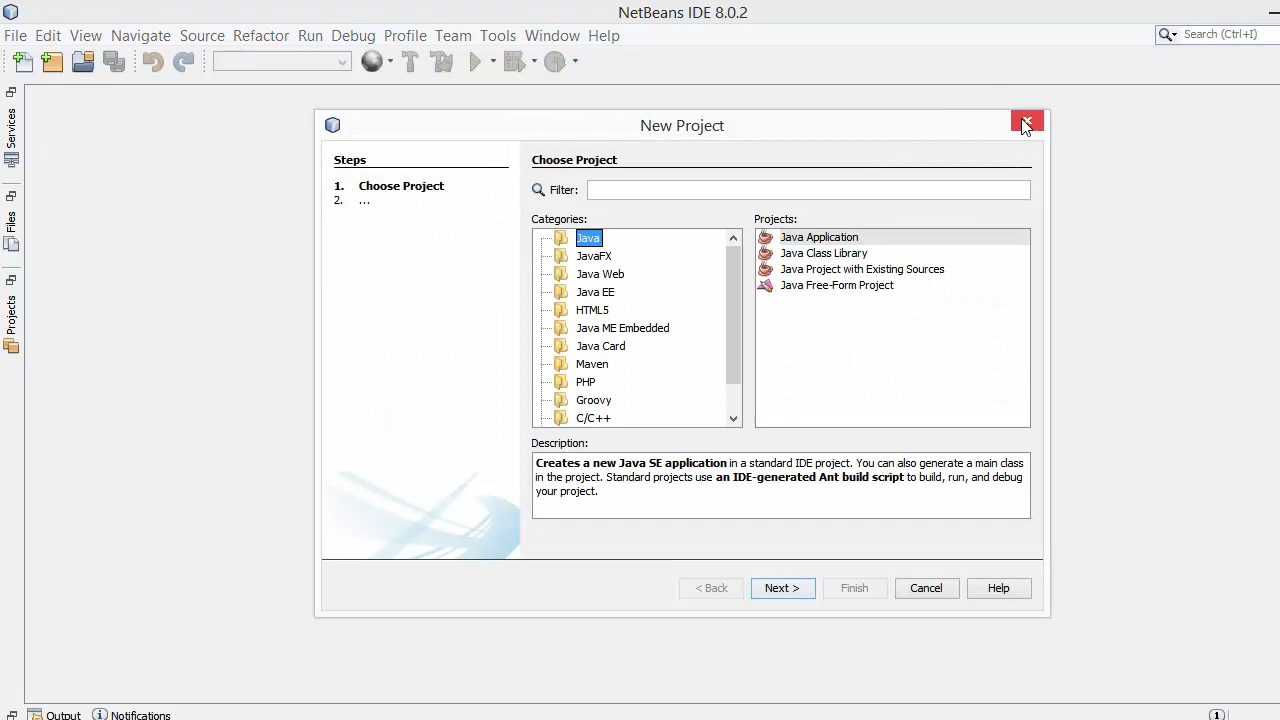 NetBeans IDE 8.0.2
File Edit View Navigate Source Refactor Run Debug Profile Team Tools Window Help
Search (Ctrl+I)
Services
Files
Projects
New Project
Steps
1. Choose Project
2. ...
Choose Project
Filter:
Categories:
Java
JavaFX
Java Web
Java EE
HTML5
Java ME Embedded
Java Card
Maven
PHP
Groovy
C/C++
Projects:
Java Application
Java Class Library
Java Project with Existing Sources
Java Free-Form Project
Description:
Creates a new Java SE application in a standard IDE project. You can also generate a main class
in the project. Standard projects use an IDE-generated Ant build script to build, run, and debug
your project.
< Back Next > Finish Cancel Help
Output Notifications 1